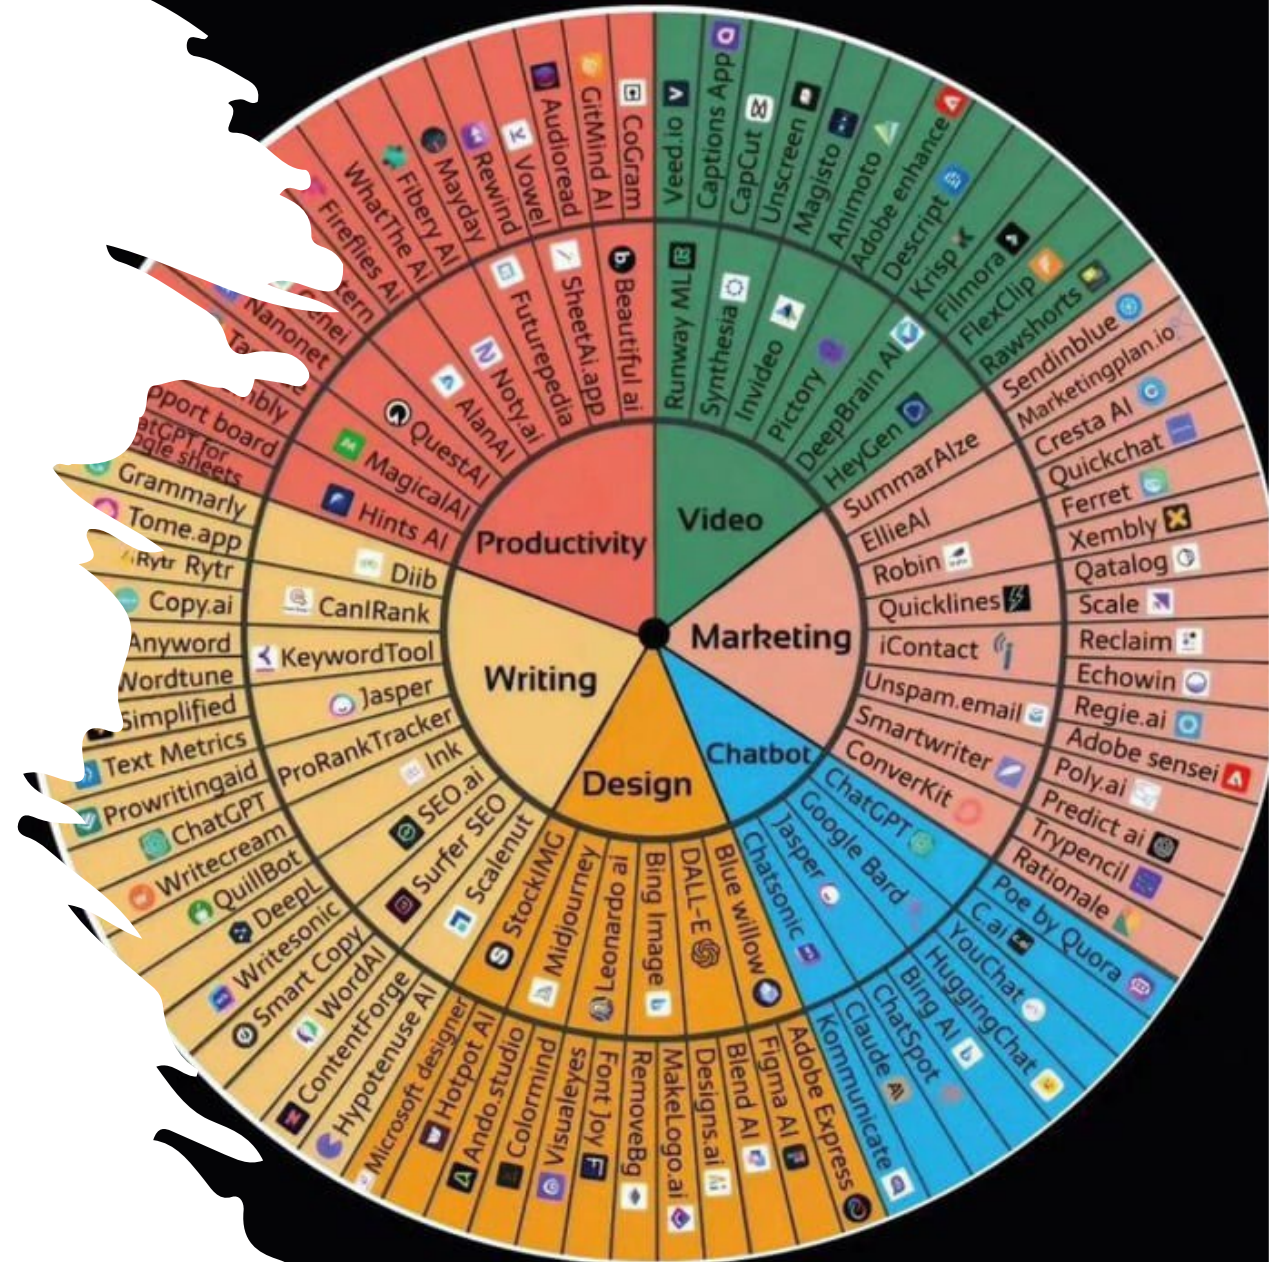 Productivity
Video
Marketing
Chatbot
Design
Writing
Hints AI
MagicalAI
QuestAI
AlanAI
Noty.ai
Futurepedia
SheetAi.app
Beautiful ai
Fireflies Ai
WhatThe Ai
Fibery AI
Mayday
Rewind
Vowel
Audioread
GitMind AI
CoGram
Nanonet
board
ChatGPT for
sheets
Runway ML
Synthesia
Invideo
Pictory
DeepBrain AI
HeyGen
Veed.io
Captions App
CapCut
Unscreen
Magisto
Animoto
Adobe enhance
Descript
Krisp
Filmora
FlexClip
Rawshorts
SummarAIze
EllieAI
Robin
Quicklines
iContact
Unspam.email
Smartwriter
ConverKit
Sendinblue
Marketingplan.io
Cresta AI
Quickchat
Ferret
Xembly
Qatalog
Scale
Reclaim
Echowin
Regie.ai
Adobe sensei
Poly.ai
Predict ai
Trypencil
Rationale
ChatGPT
Google Bard
Jasper
Chatsonic
Poe by Quora
C.ai
YouChat
HuggingChat
Bing AI
ChatSpot
Claude
Kommunicate
Blue willow
DALL-E
Bing Image
Leonardo ai
Midjourney
StockIMG
Adobe Express
Figma AI
Blend AI
Designs.ai
MakeLogo.ai
RemoveBg
Font Joy
Visualeyes
Colormind
Ando.studio
Hotpot AI
Microsoft designer
Scalenut
Surfer SEO
SEO.ai
Ink
ProRankTracker
Jasper
KeywordTool
CanIRank
Diib
Hypotenuse AI
ContentForge
WordAI
Smart Copy
Writesonic
DeepL
QuillBot
Writecream
ChatGPT
Prowritingaid
Text Metrics
Simplified
Wordtune
Anyword
Copy.ai
Rytr Rytr
Tome.app
Grammarly